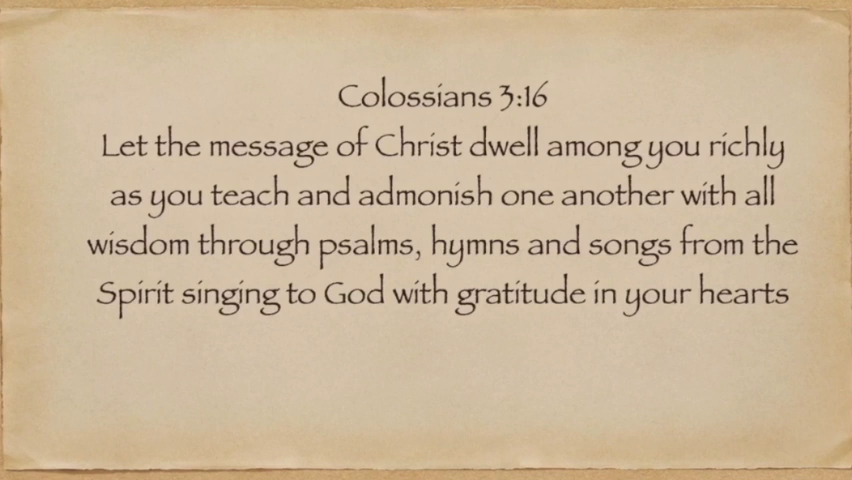 Colossians 3:16
Let the message of Christ dwell among you richly
as you teach and admonish one another with all
wisdom through psalms, hymns and songs from the
Spirit singing to God with gratitude in your hearts